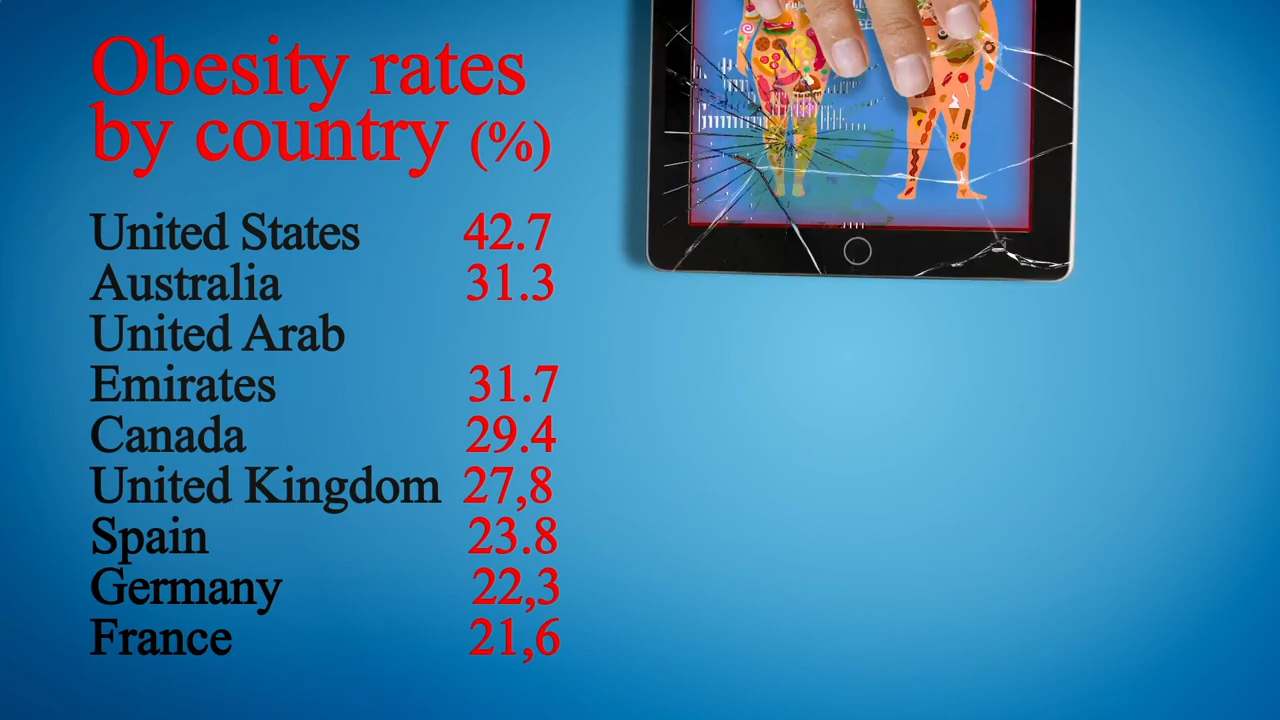 Obesity rates
by country (%)
United States 42.7
Australia 31.3
United Arab
Emirates 31.7
Canada 29.4
United Kingdom 27,8
Spain 23.8
Germany 22,3
France 21,6